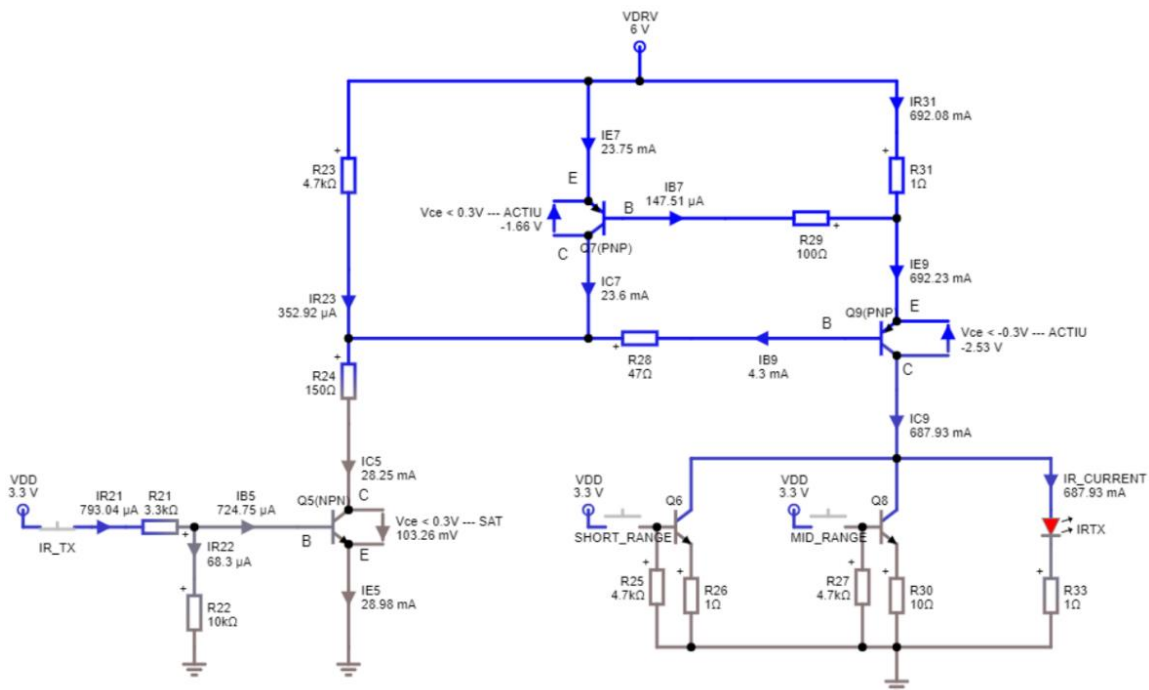 VDRV
6 V
IR31
692.08 mA
IE7
23.75 mA
R23
4.7kΩ
R31
1Ω
E
IB7
147.51 µA
Vce < 0.3V --- ACTIU
-1.66 V
B
C
Q7(PNP)
R29
100Ω
IC7
23.6 mA
IE9
692.23 mA
IR23
352.92 µA
Q9(PNP
E
B
Vce < -0.3V --- ACTIU
-2.53 V
R28
47Ω
IB9
4.3 mA
C
R24
150Ω
IC9
687.93 mA
IC5
28.25 mA
VDD
3.3 V
IR21
793.04 µA
R21
3.3kΩ
IB5
724.75 µA
Q5(NPN)
C
Vce < 0.3V --- SAT
103.26 mV
B
E
IR_TX
IR22
68.3 µA
R22
10kΩ
IE5
28.98 mA
VDD
3.3 V
Q6
SHORT_RANGE
VDD
3.3 V
Q8
MID_RANGE
IR_CURRENT
687.93 mA
IRTX
R25
4.7kΩ
R26
1Ω
R27
4.7kΩ
R30
10Ω
R33
1Ω